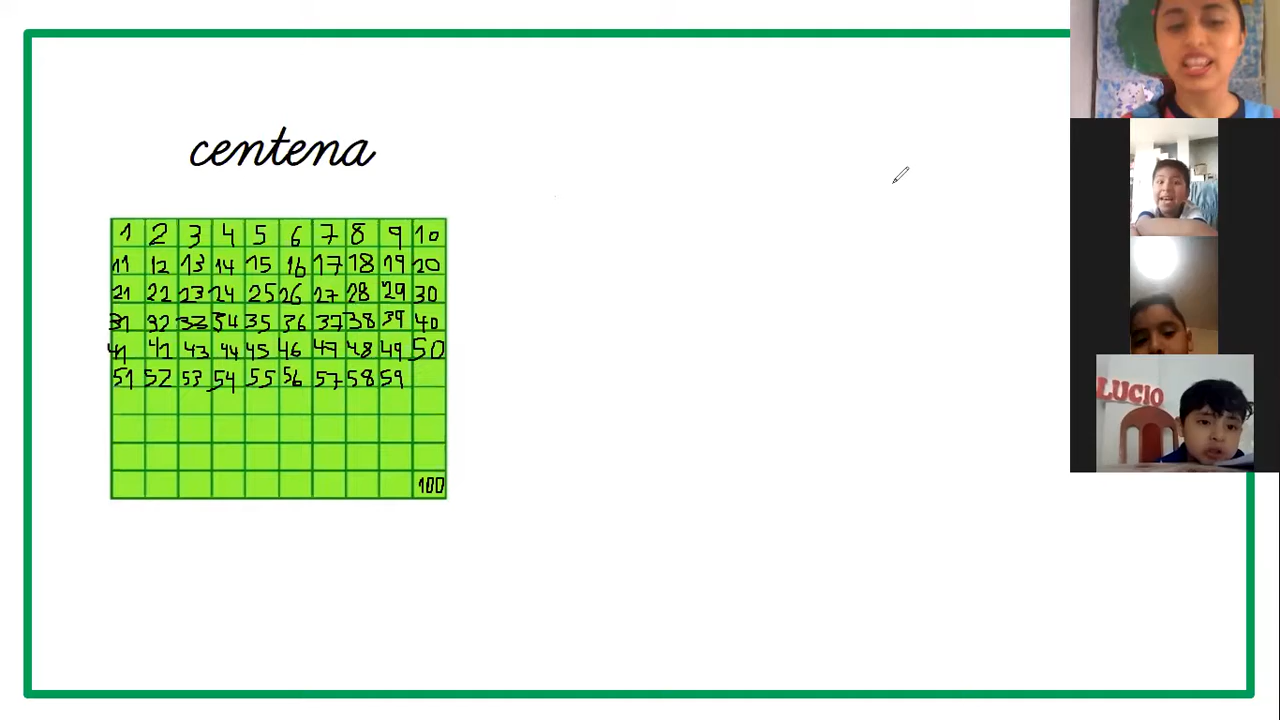 centena
1 2 3 4 5 6 7 8 9 10
11 12 13 14 15 16 17 18 19 20
21 22 23 24 25 26 27 28 29 30
31 32 33 34 35 36 37 38 39 40
41 41 43 44 45 46 47 48 49 50
51 52 53 54 55 56 57 58 59
100
LUCIO